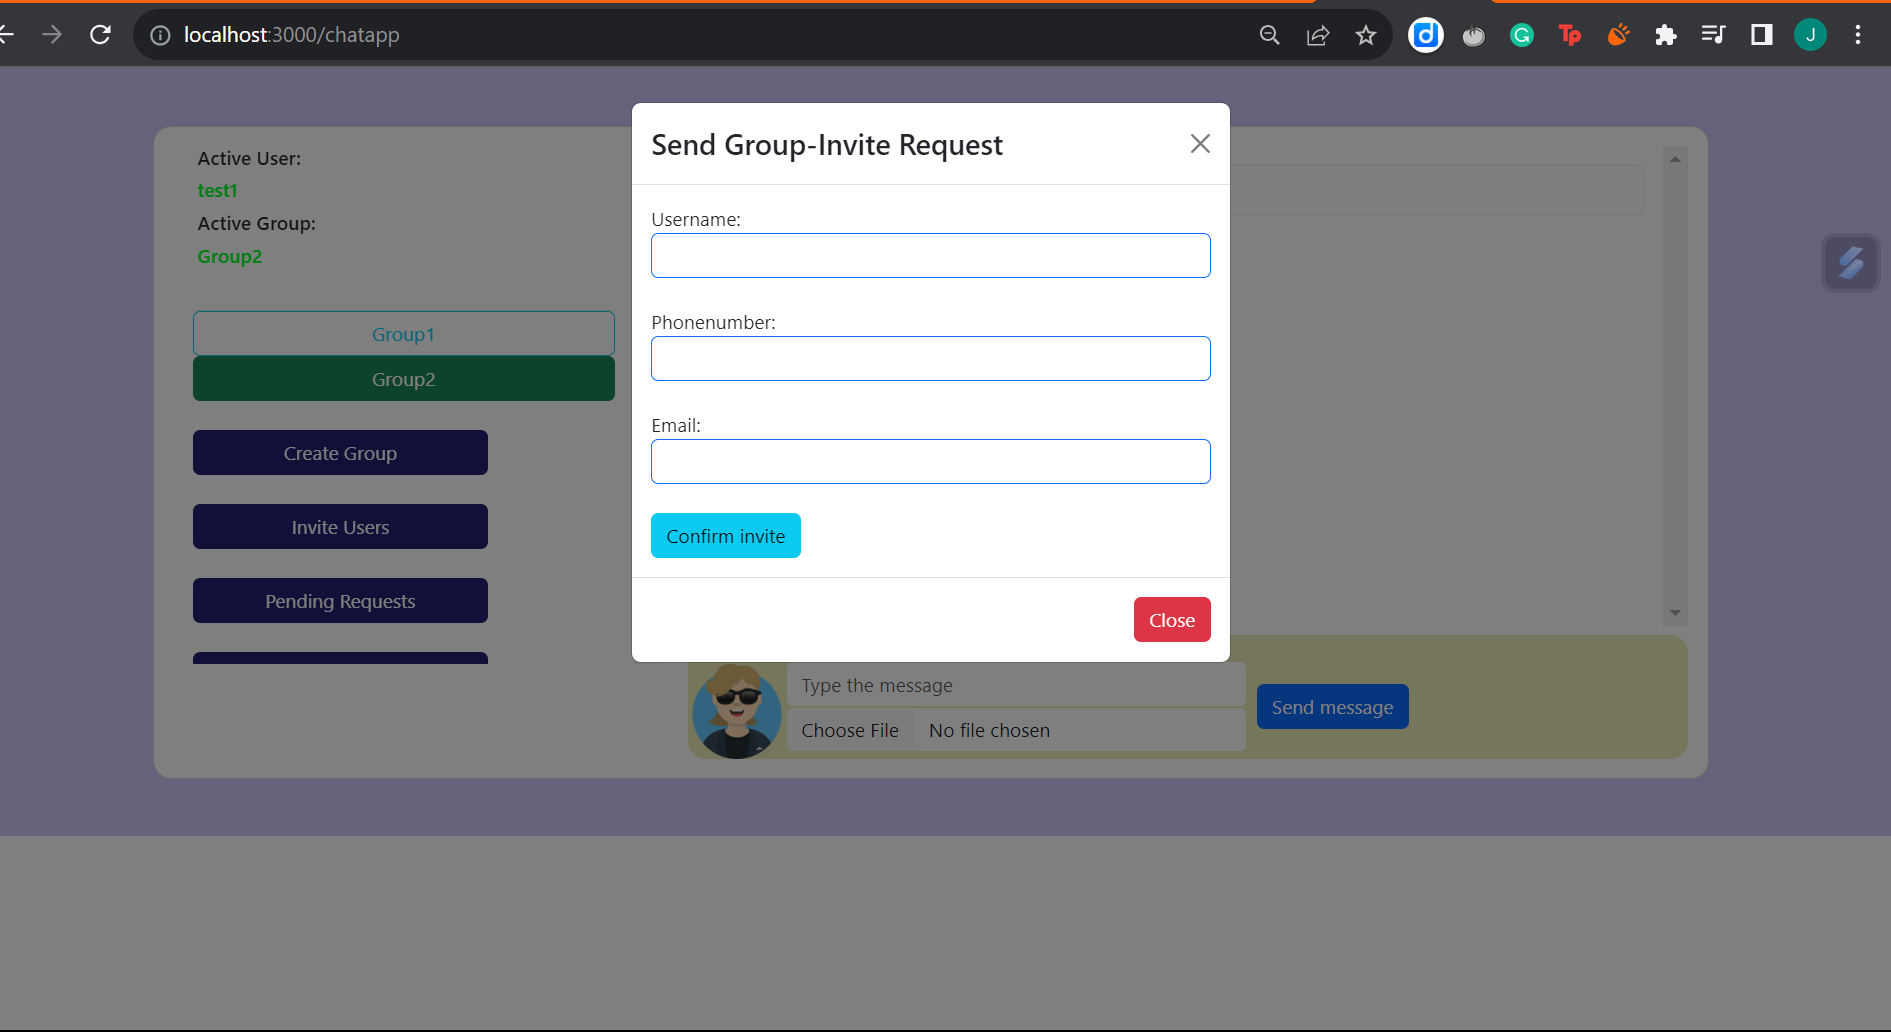 localhost:3000/chatapp
J
Send Group-Invite Request
Active User:
test1
Active Group:
Group2
Group1
Group2
Create Group
Invite Users
Pending Requests
Username:
Phonenumber:
Email:
Confirm invite
Close
Type the message
Choose File No file chosen
Send message
d
G
Tp